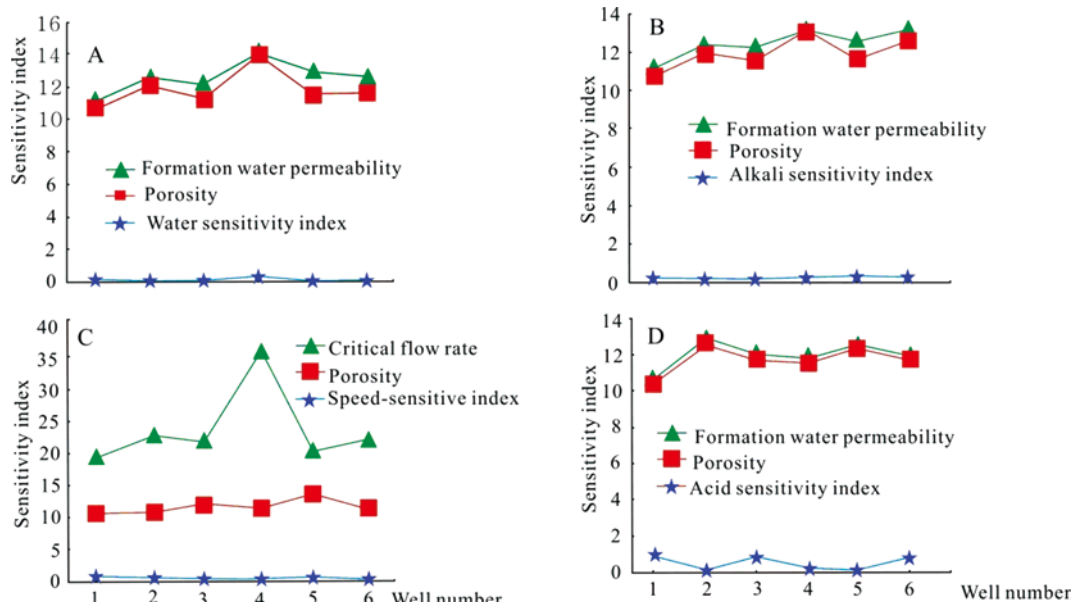 A
Sensitivity index
16
14
12
10
8
6
4
2
0
Formation water permeability
Porosity
Water sensitivity index
B
Sensitivity index
14
12
10
8
6
4
2
0
Formation water permeability
Porosity
Alkali sensitivity index
C
Sensitivity index
40
35
30
25
20
15
10
5
0
Critical flow rate
Porosity
Speed-sensitive index
1 2 3 4 5 6 Well number
D
Sensitivity index
14
12
10
8
6
4
2
0
Formation water permeability
Porosity
Acid sensitivity index
1 2 3 4 5 6 Well number